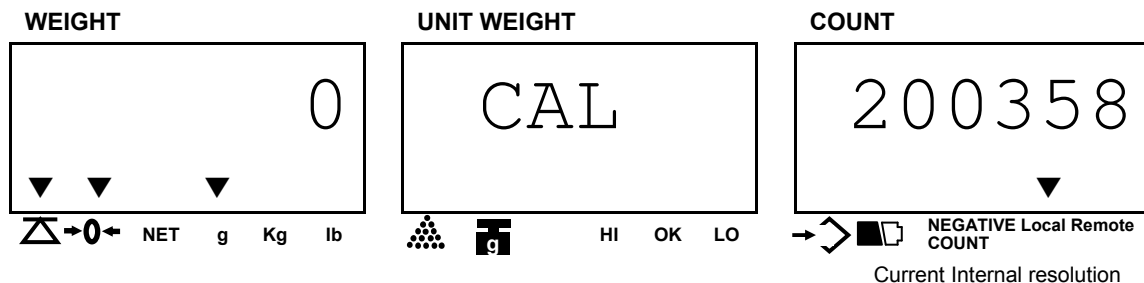 WEIGHT UNIT WEIGHT COUNT
0 CAL 200358
→0← NET g Kg lb g HI OK LO NEGATIVE Local Remote
COUNT
Current Internal resolution